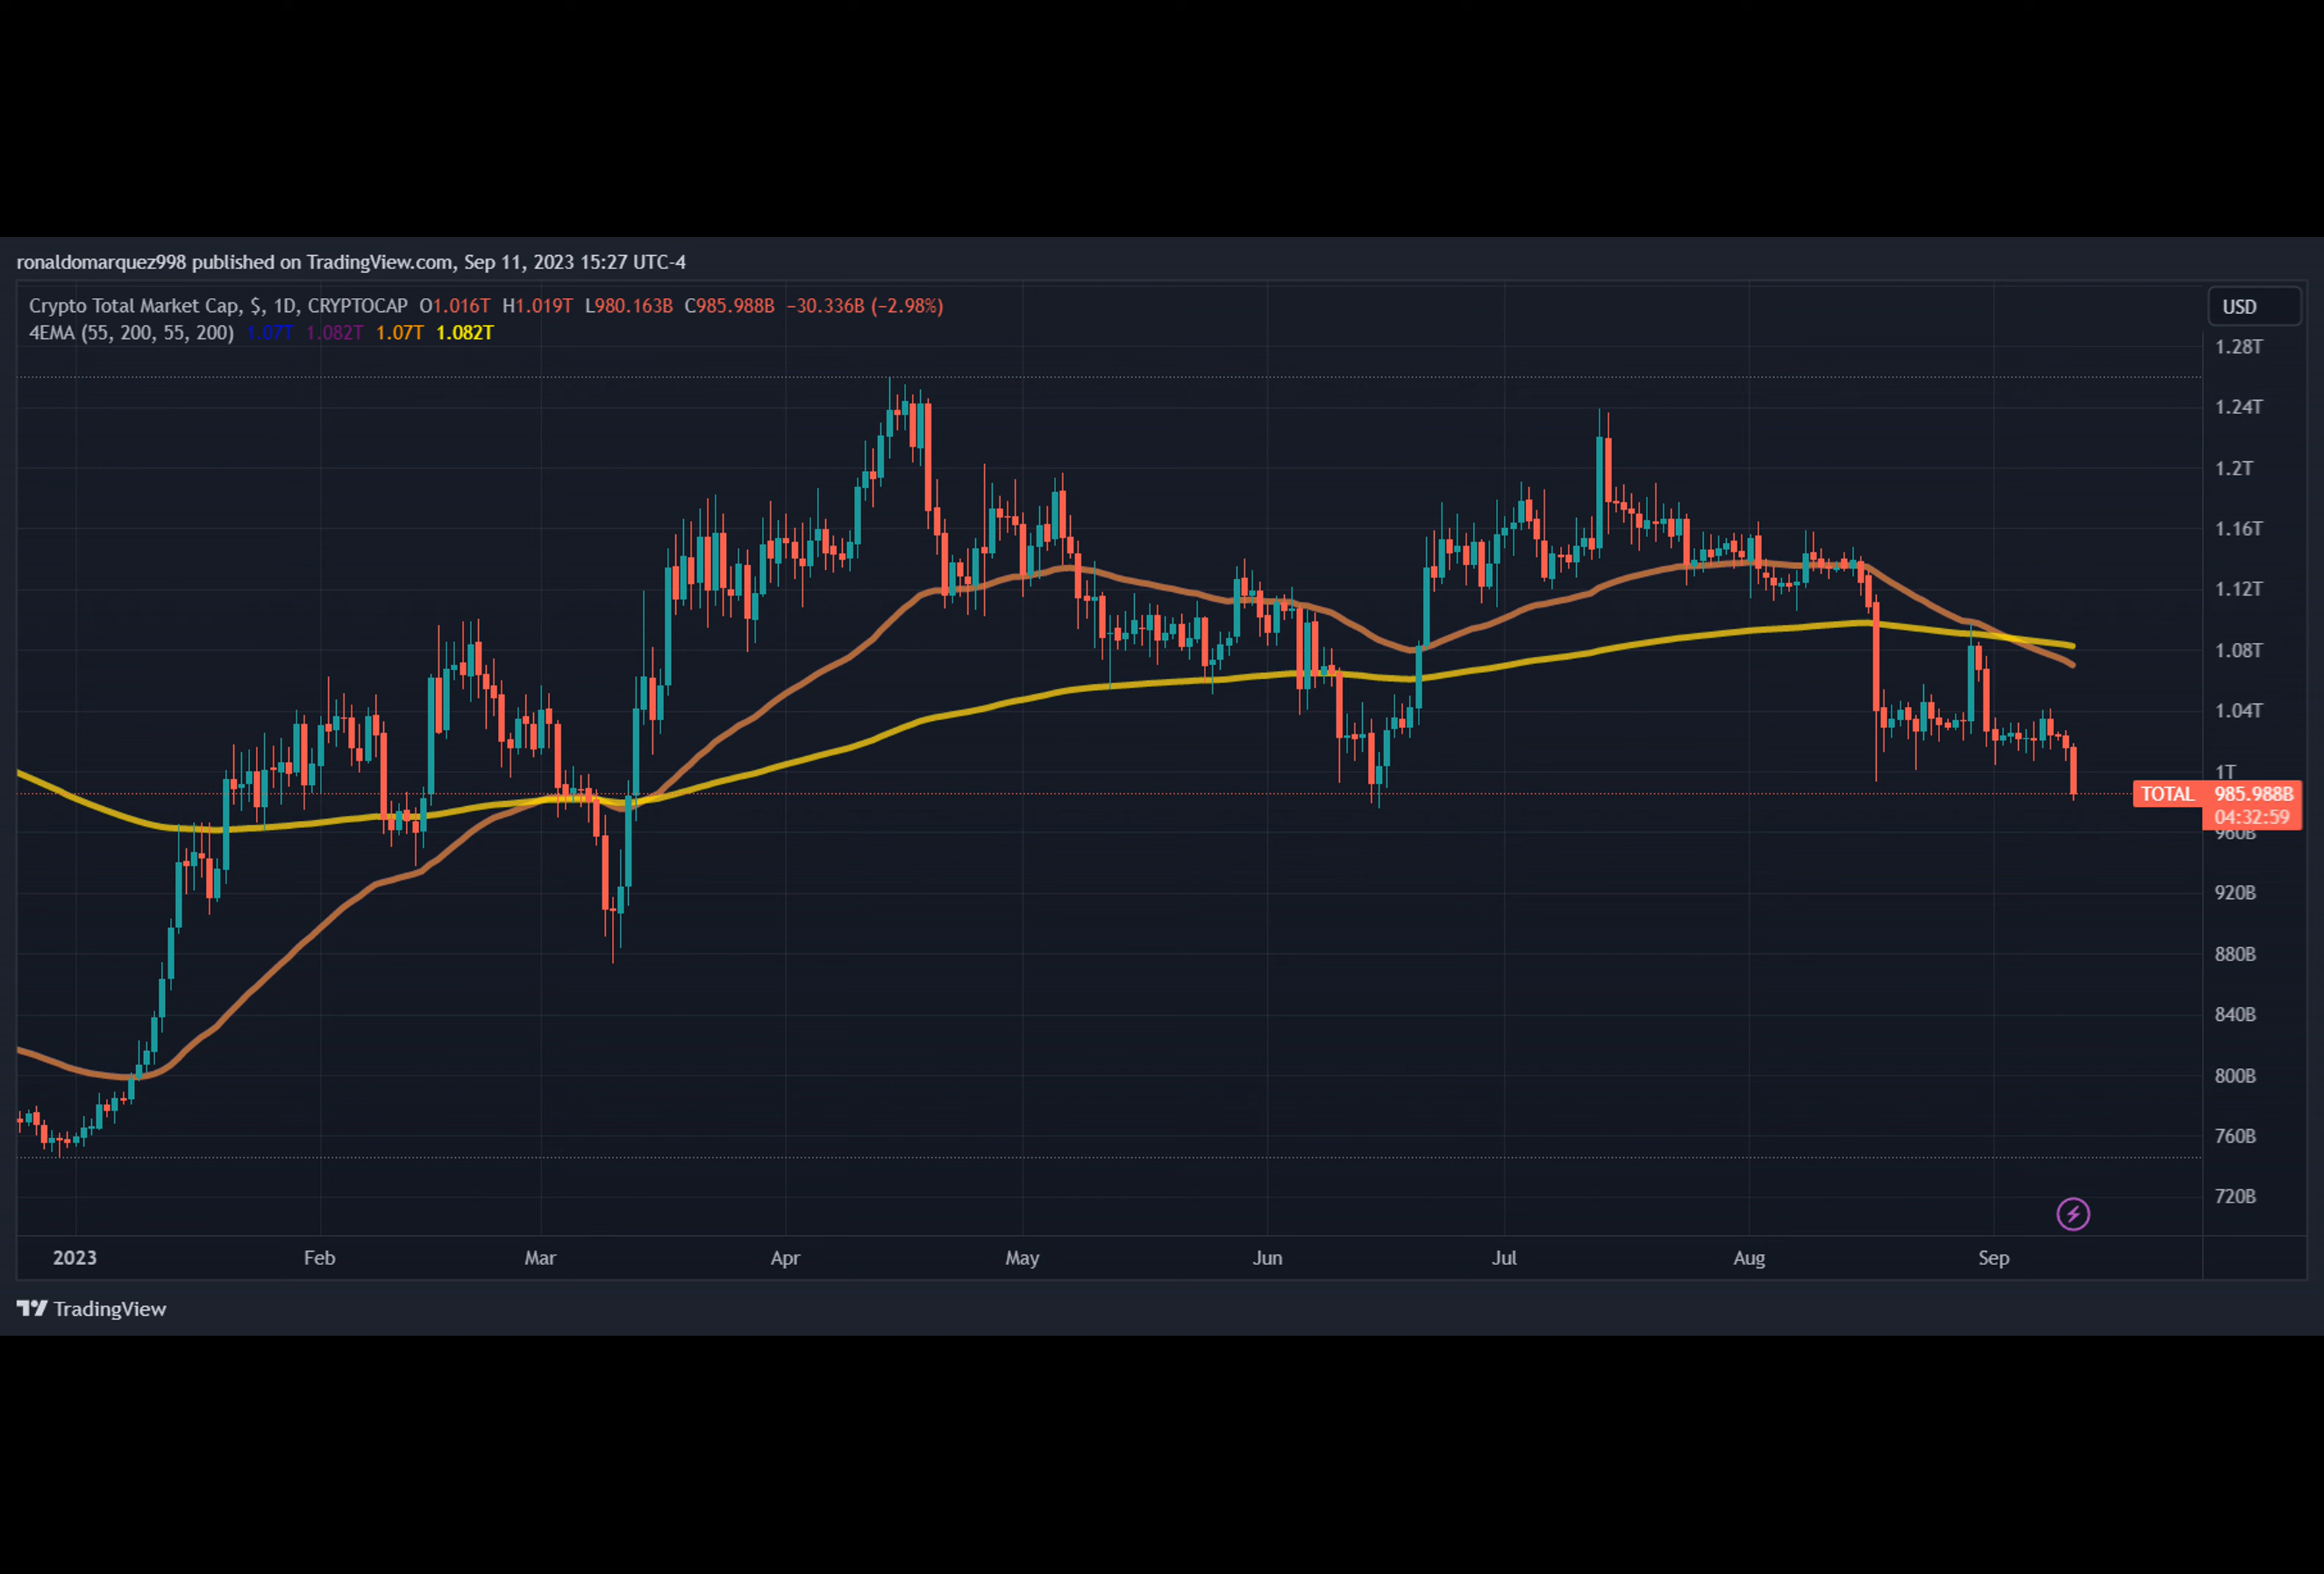 ronaldomarquez998 published on TradingView.com, Sep 11, 2023 15:27 UTC-4
Crypto Total Market Cap, $, 1D, CRYPTOCAP O1.016T H1.019T L980.163B C985.988B −30.336B (−2.98%)
USD
4EMA (55, 200, 55, 200) 1.07T 1.082T 1.07T 1.082T
1.28T
1.24T
1.2T
1.16T
1.12T
1.08T
1.04T
1T
TOTAL 985.988B
04:32:59
960B
920B
880B
840B
800B
760B
720B
2023 Feb Mar Apr May Jun Jul Aug Sep
TradingView